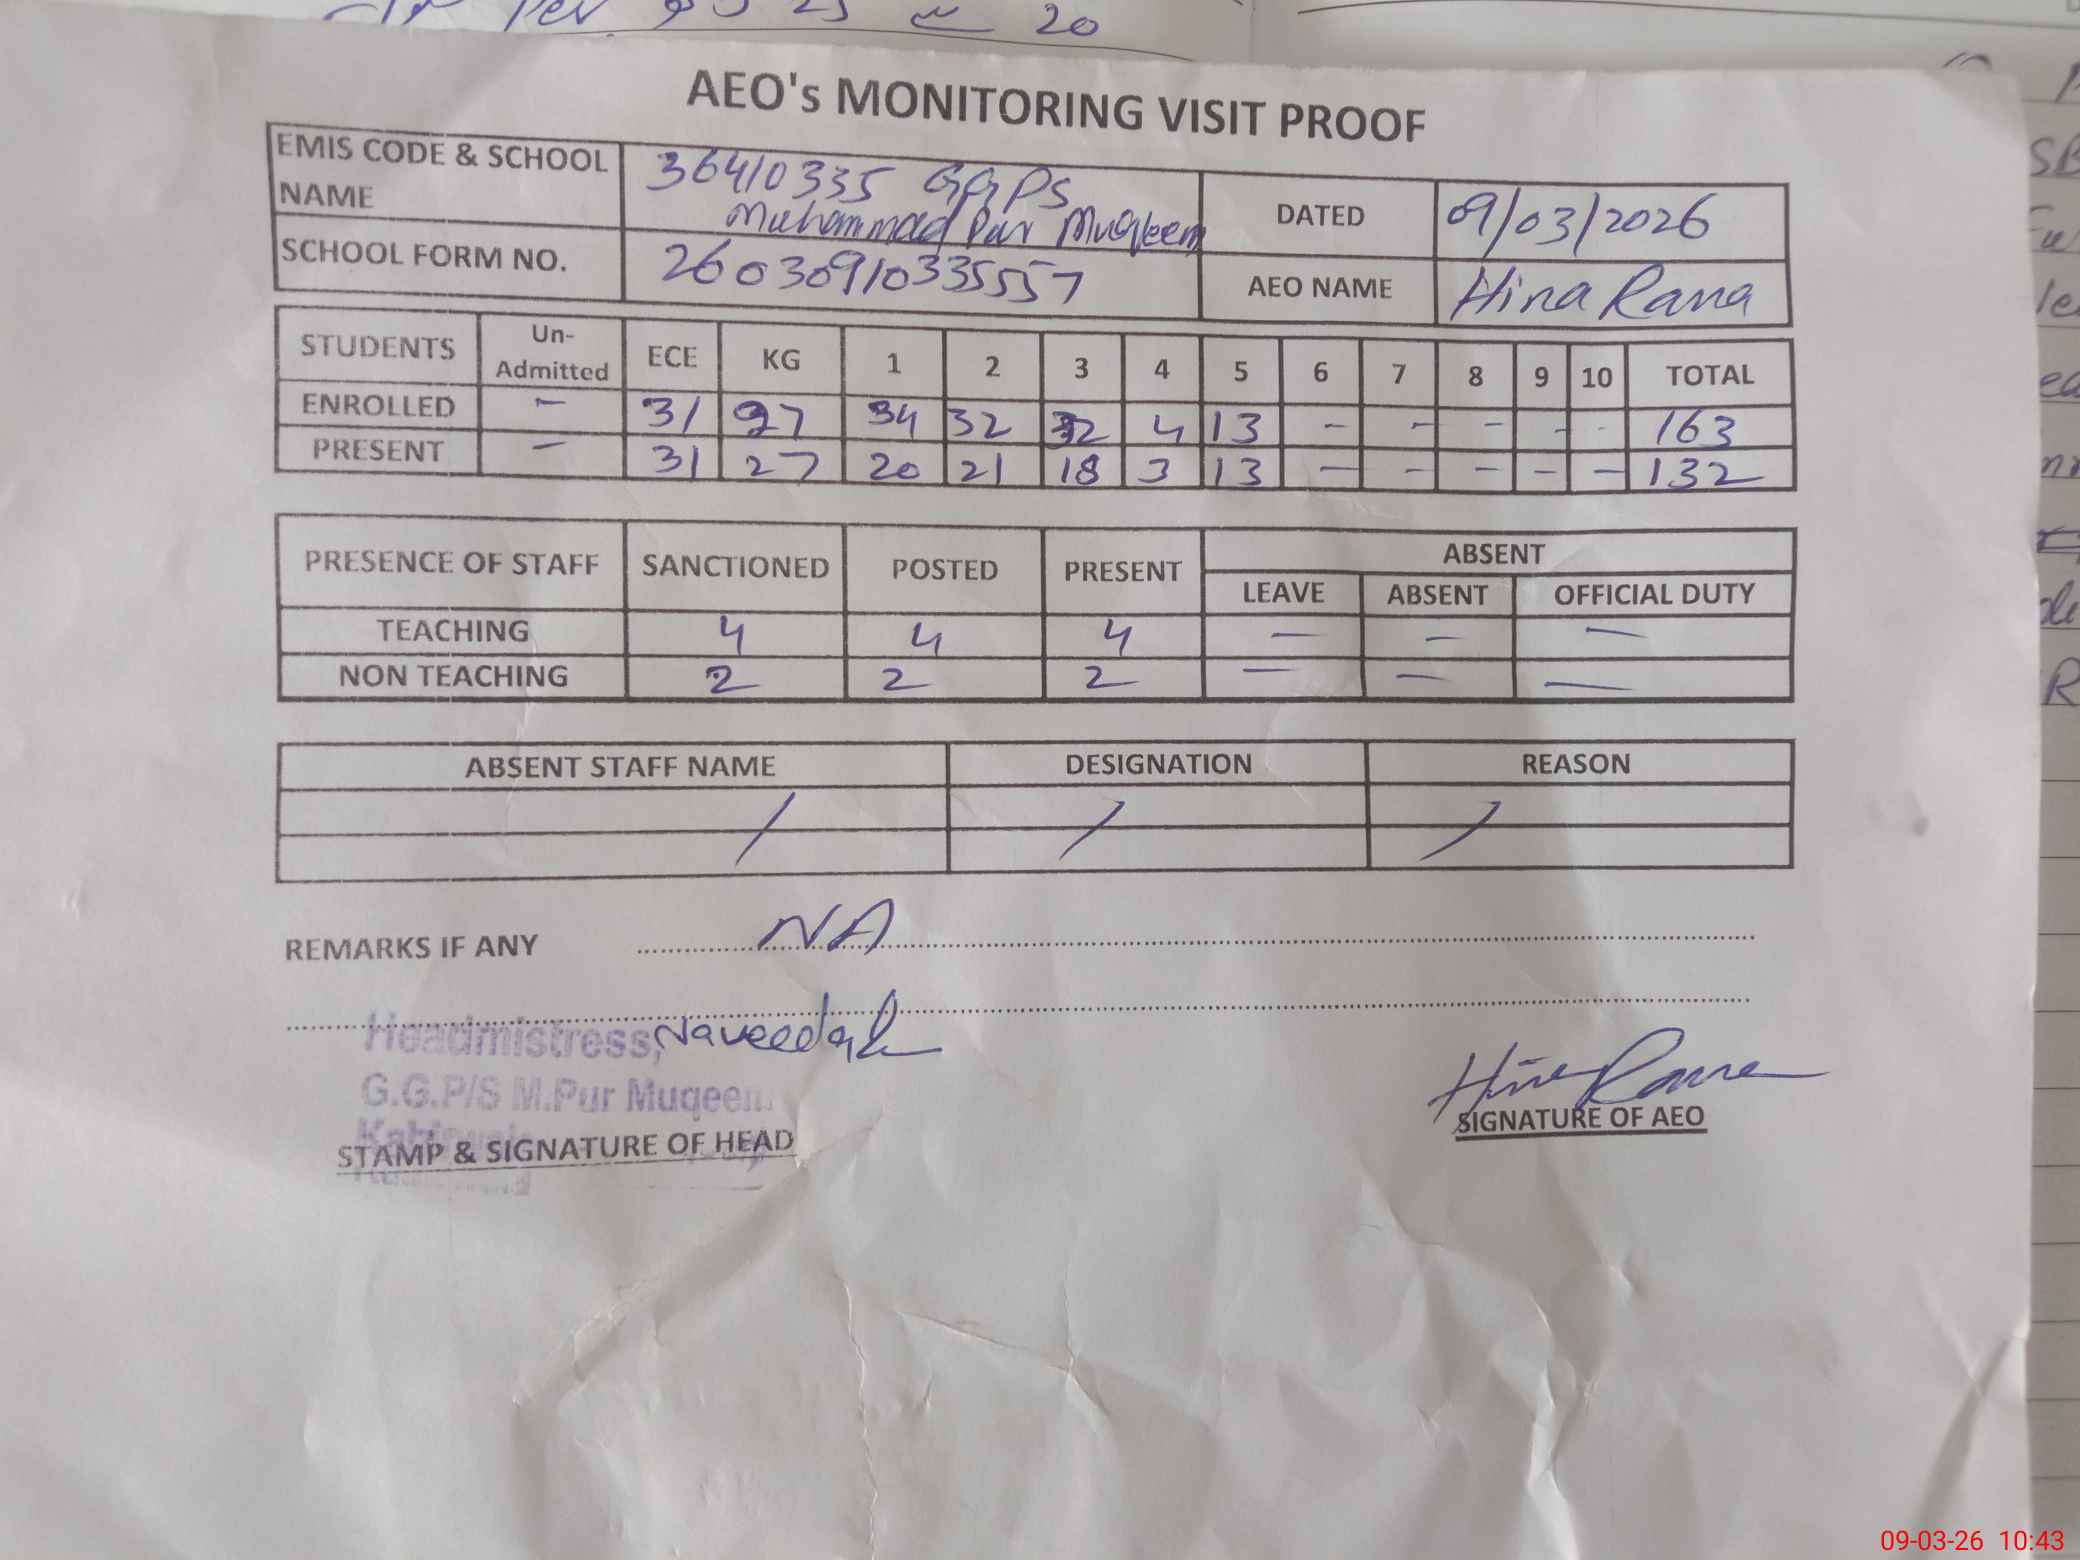 20
AEO's MONITORING VISIT PROOF
EMIS CODE & SCHOOL NAME 36410335 GGPS Muhammad Pur Muqeem DATED 09/03/2026
SCHOOL FORM NO. 26030910335557 AEO NAME Hina Rana
STUDENTS Un-Admitted ECE KG 1 2 3 4 5 6 7 8 9 10 TOTAL
ENROLLED - 31 27 34 32 32 4 13 - - - - - 163
PRESENT - 31 27 20 21 18 3 13 - - - - - 132
PRESENCE OF STAFF SANCTIONED POSTED PRESENT ABSENT
LEAVE ABSENT OFFICIAL DUTY
TEACHING 4 4 4 - - -
NON TEACHING 2 2 2 - - -
ABSENT STAFF NAME DESIGNATION REASON
/ / /
REMARKS IF ANY NA
Headmistress,
G.G.P/S M.Pur Muqeem
Hina Rana
STAMP & SIGNATURE OF HEAD SIGNATURE OF AEO
09-03-26 10:43